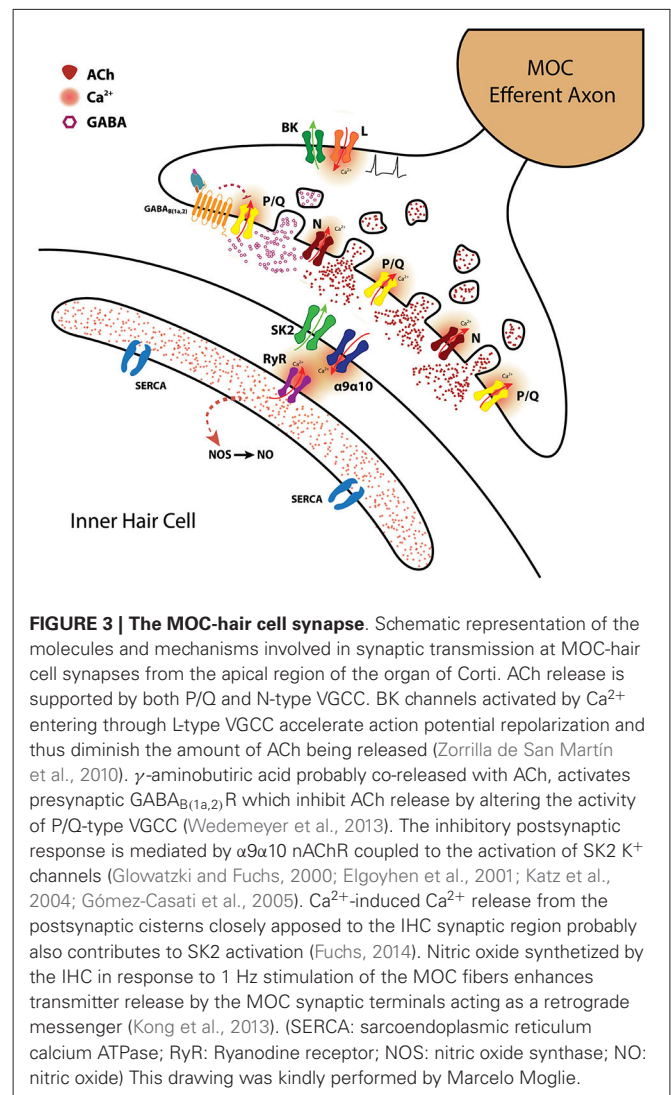 MOC
Efferent Axon
ACh
Ca²⁺
GABA
BK
L
Ca²⁺
GABA_B(1a,2)
P/Q
Ca²⁺
N
Ca²⁺
P/Q
Ca²⁺
Ca²⁺
N
Ca²⁺
P/Q
SK2
RyR
Ca²⁺
Ca²⁺
α9α10
SERCA
NOS → NO
SERCA
Inner Hair Cell
FIGURE 3 | The MOC-hair cell synapse. Schematic representation of the
molecules and mechanisms involved in synaptic transmission at MOC-hair
cell synapses from the apical region of the organ of Corti. ACh release is
supported by both P/Q and N-type VGCC. BK channels activated by Ca²⁺
entering through L-type VGCC accelerate action potential repolarization and
thus diminish the amount of ACh being released (Zorrilla de San Martín
et al., 2010). γ-aminobutiric acid probably co-released with ACh, activates
presynaptic GABA_B(1a,2)R which inhibit ACh release by altering the activity
of P/Q-type VGCC (Wedemeyer et al., 2013). The inhibitory postsynaptic
response is mediated by α9α10 nAChR coupled to the activation of SK2 K⁺
channels (Glowatzki and Fuchs, 2000; Elgoyhen et al., 2001; Katz et al.,
2004; Gómez-Casati et al., 2005). Ca²⁺-induced Ca²⁺ release from the
postsynaptic cisterns closely apposed to the IHC synaptic region probably
also contributes to SK2 activation (Fuchs, 2014). Nitric oxide synthetized by
the IHC in response to 1 Hz stimulation of the MOC fibers enhances
transmitter release by the MOC synaptic terminals acting as a retrograde
messenger (Kong et al., 2013). (SERCA: sarcoendoplasmic reticulum
calcium ATPase; RyR: Ryanodine receptor; NOS: nitric oxide synthase; NO:
nitric oxide) This drawing was kindly performed by Marcelo Moglie.